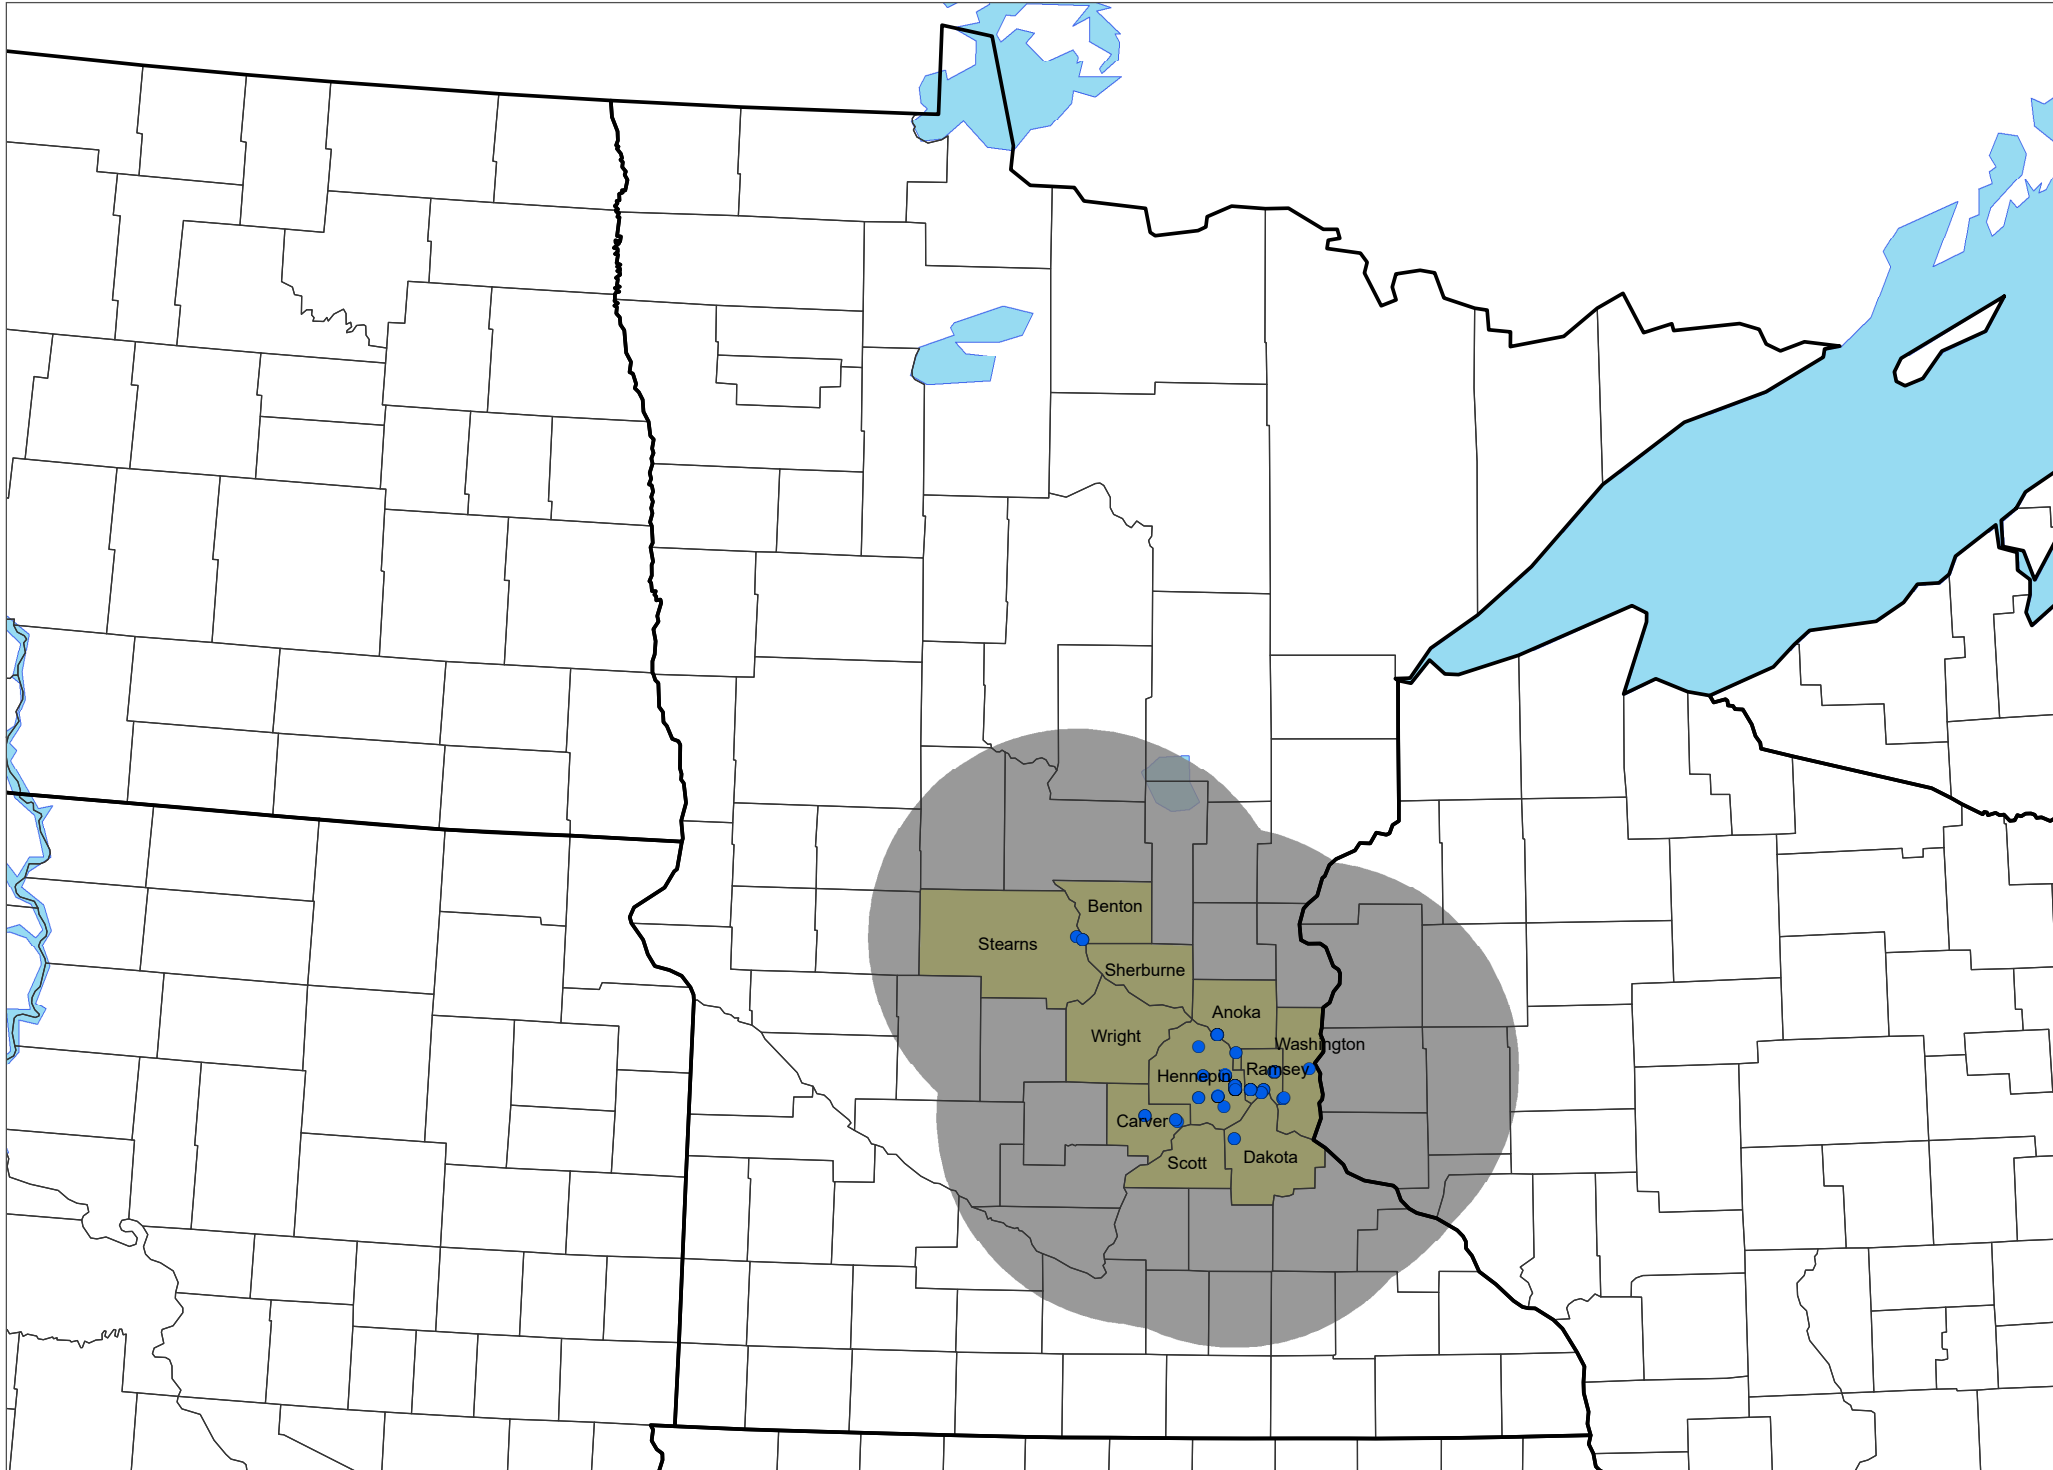 Benton
Stearns
Sherburne
Anoka
Wright
Washington
Ramsey
Hennepin
Carver
Scott
Dakota